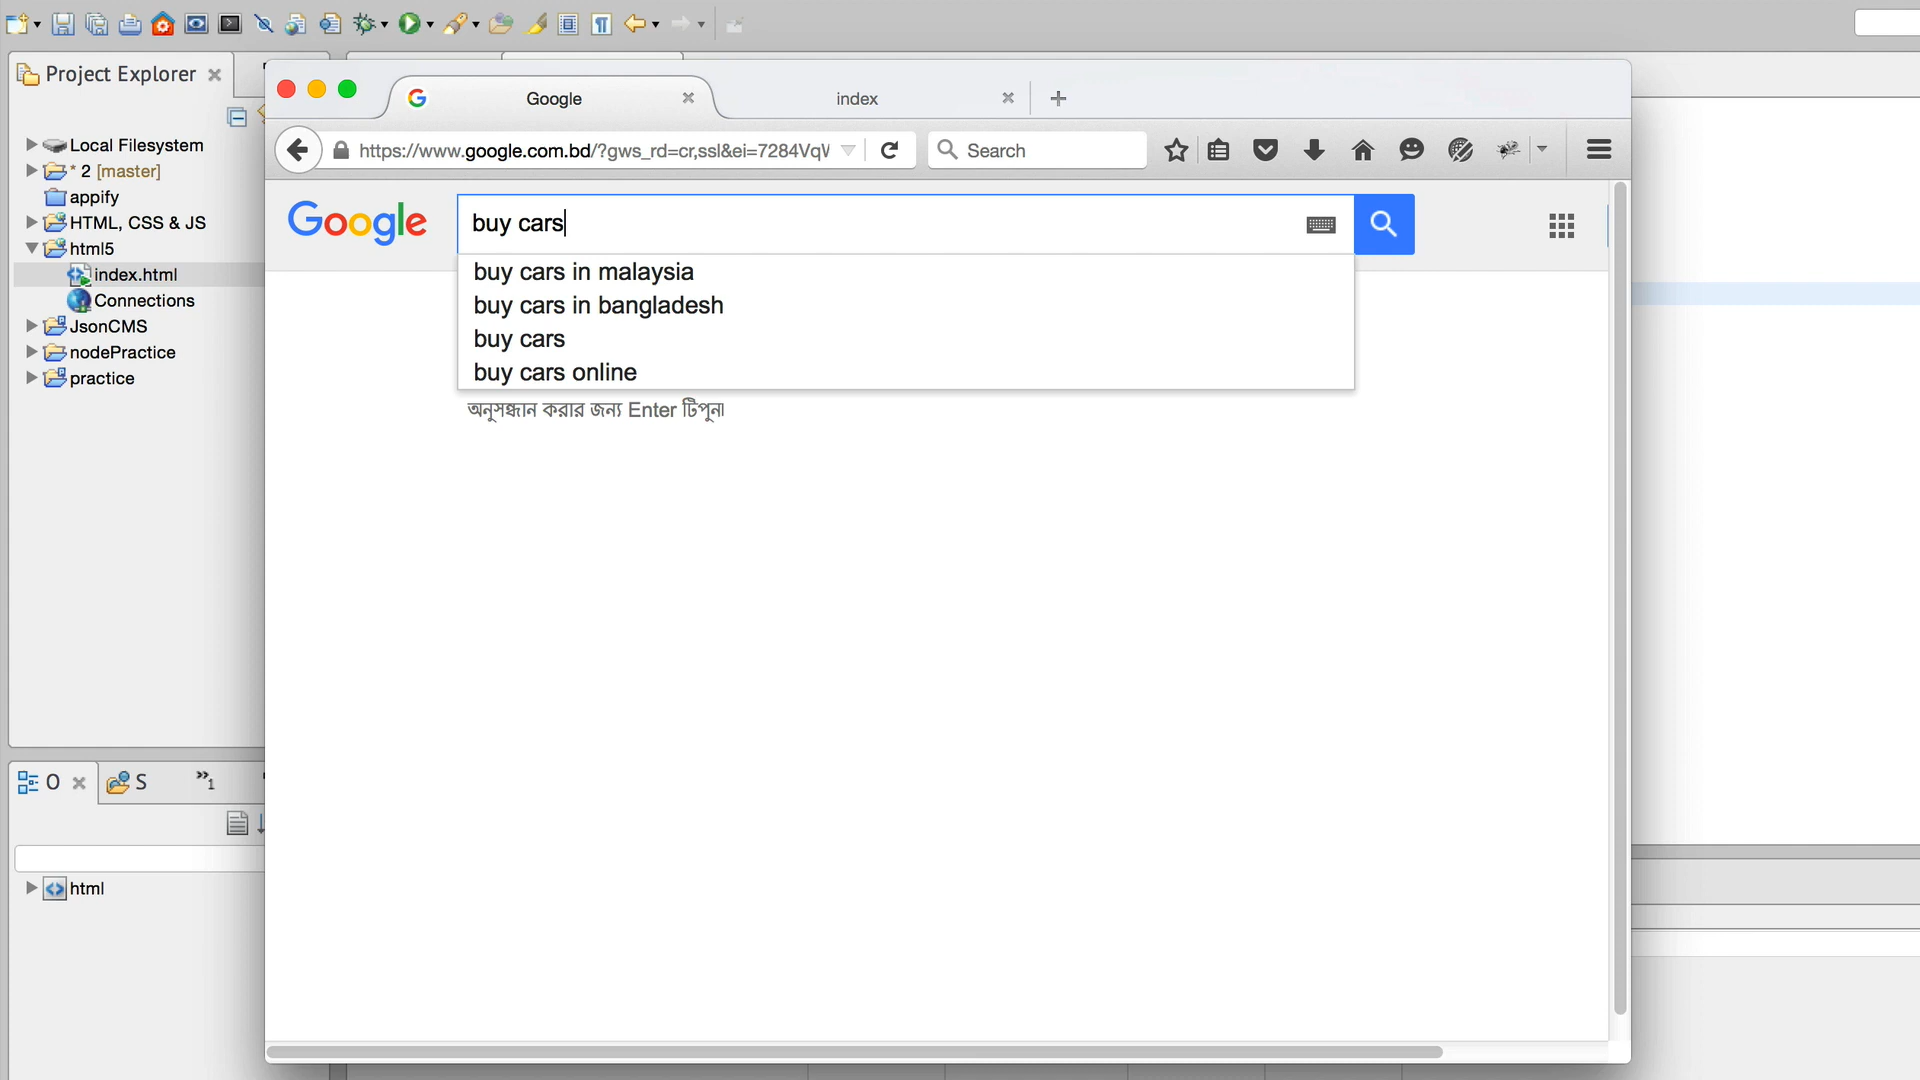 Project Explorer
Local Filesystem
* 2 [master]
appify
HTML, CSS & JS
html5
index.html
Connections
JsonCMS
nodePractice
practice
O
S
»1
html
Google
index
https://www.google.com.bd/?gws_rd=cr,ssl&ei=7284VqV
Search
Google
buy cars
buy cars in malaysia
buy cars in bangladesh
buy cars
buy cars online
অনুসন্ধান করার জন্য Enter টিপুন৷